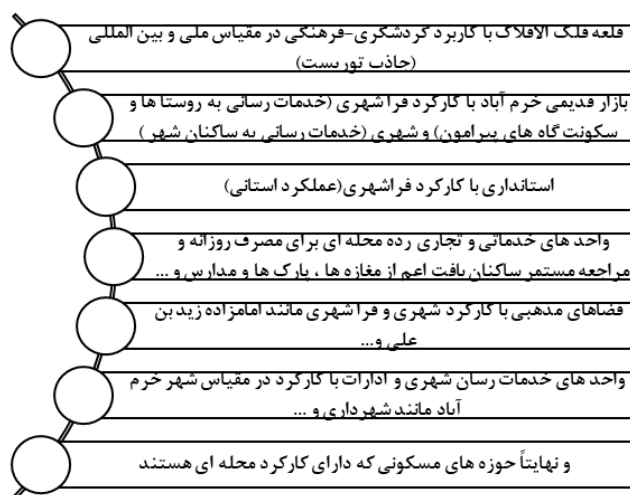 قلعه فلک الافلاک با کاربرد گردشگری-فرهنگی در مقیاس ملی و بین المللی
(جاذب توریست)
بازار قدیمی خرم آباد با کارکرد فراشهری (خدمات رسانی به روستا ها و
سکونت گاه های پیرامون) و شهری (خدمات رسانی به ساکنان شهر )
استانداری با کارکرد فراشهری(عملکرد استانی)
واحد های خدماتی و تجاری رده محله ای برای مصرف روزانه و
مراجعه مستمر ساکنان بافت اعم از مغازه ها ، پارک ها و مدارس و ...
فضاهای مذهبی با کارکرد شهری و فراشهری مانند امامزاده زید بن
علی و...
واحد های خدمات رسان شهری و ادارات با کارکرد در مقیاس شهر خرم
آباد مانند شهرداری و ...
و نهایتاً حوزه های مسکونی که دارای کارکرد محله ای هستند